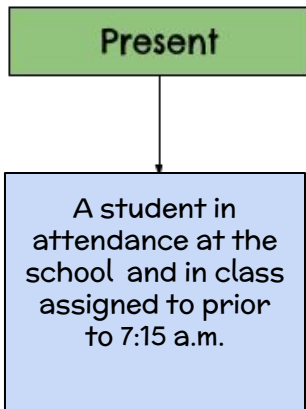 Present
A student in
attendance at the
school and in class
assigned to prior
to 7:15 a.m.